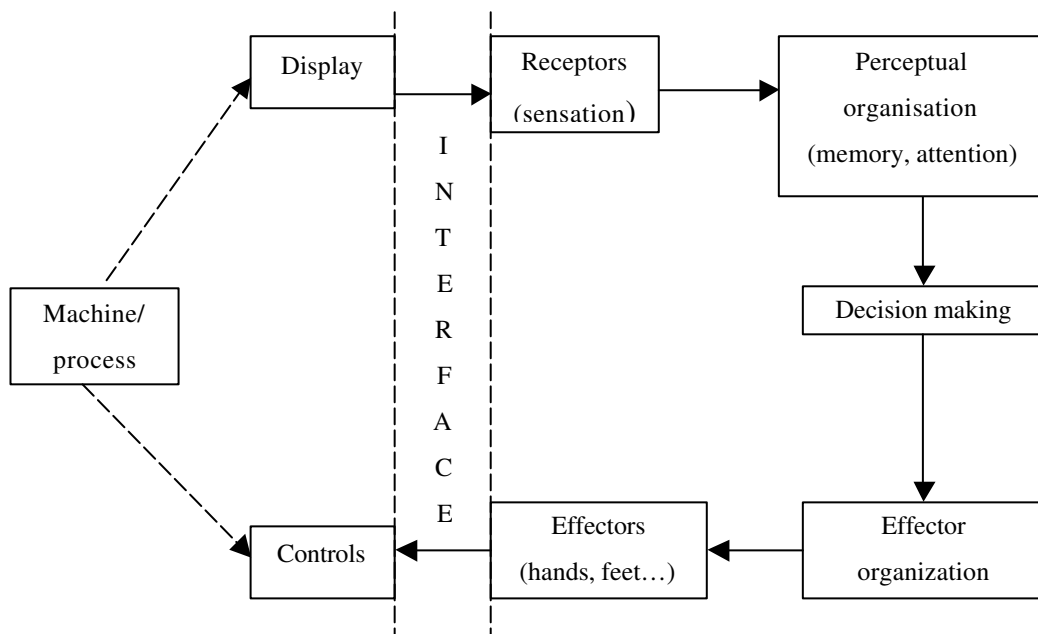 Display
Receptors
(sensation)
Perceptual
organisation
(memory, attention)
I
N
T
E
R
F
A
C
E
Machine/
process
Decision making
Controls
Effectors
(hands, feet…)
Effector
organization